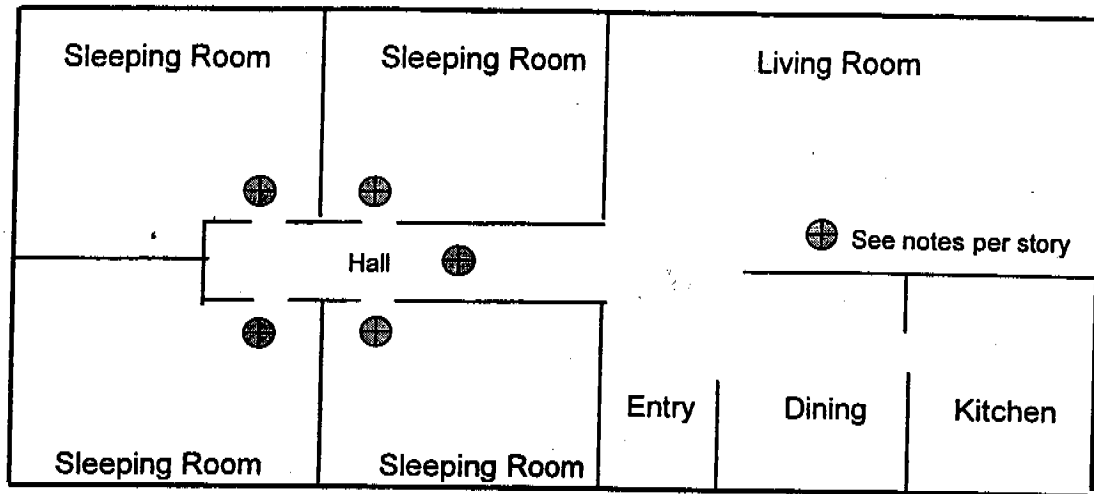 Sleeping Room
Sleeping Room
Living Room
See notes per story
Hall
Entry
Dining
Kitchen
Sleeping Room
Sleeping Room